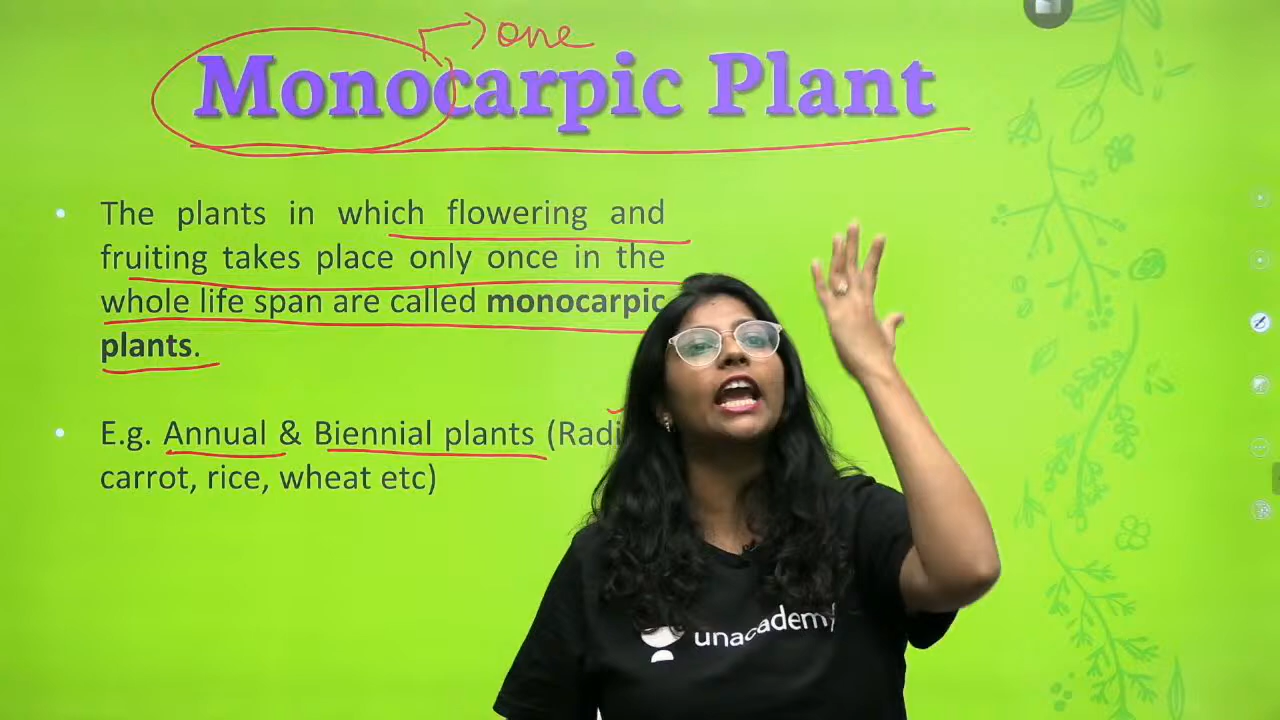 one
Monocarpic Plant
• The plants in which flowering and
fruiting takes place only once in the
whole life span are called monocarpic
plants.
• E.g. Annual & Biennial plants
carrot, rice, wheat etc)
unacademy